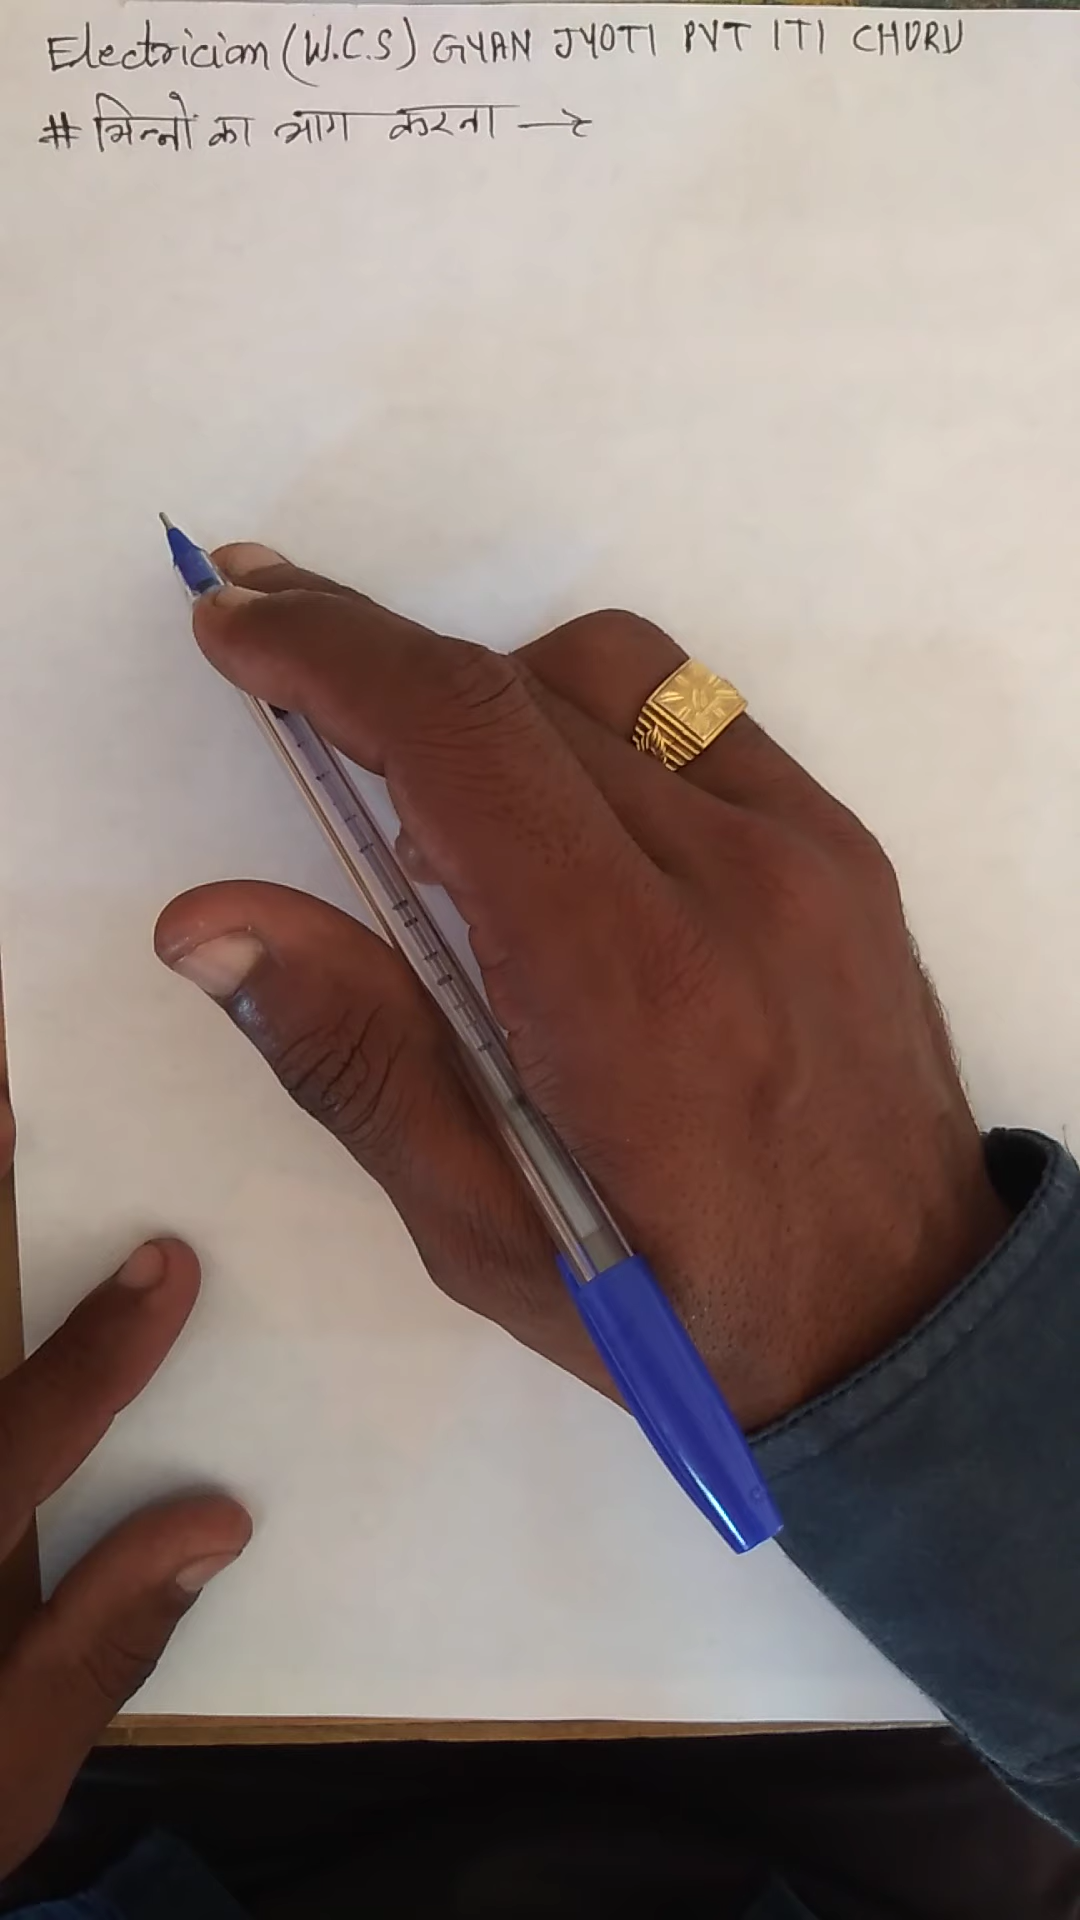 Electrician (W.C.S) GYAN JYOTI PVT ITI CHURU
# भिन्नों का भाग करना →